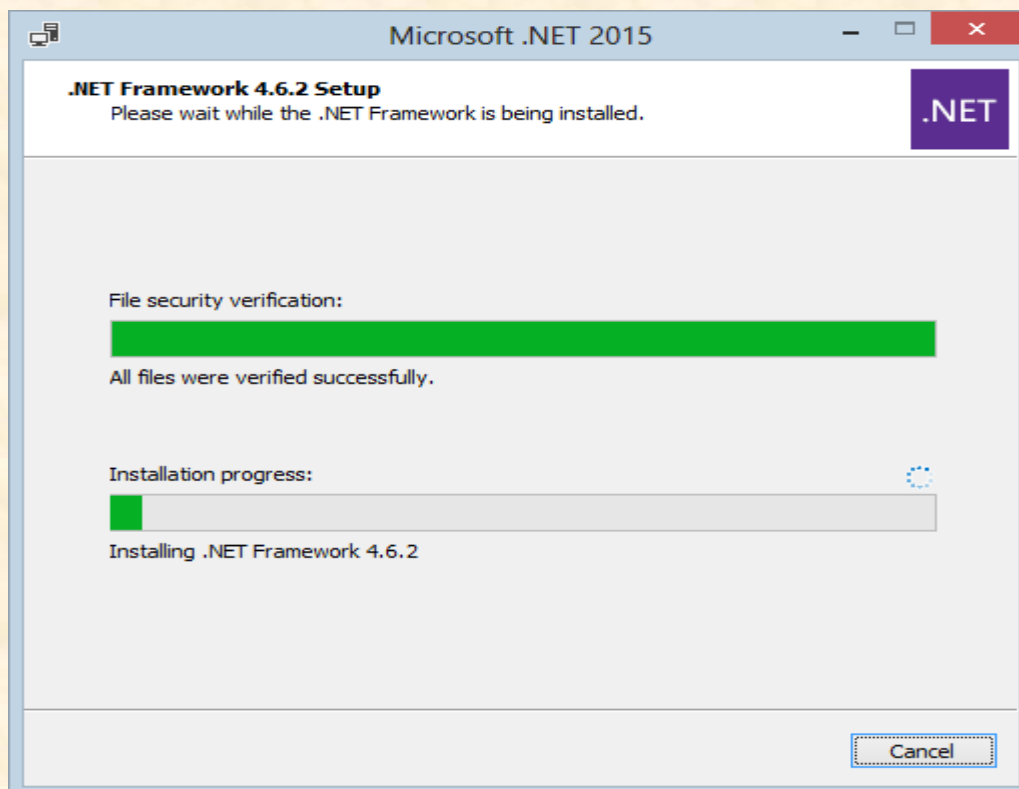 Microsoft .NET 2015
.NET Framework 4.6.2 Setup
Please wait while the .NET Framework is being installed.
.NET
File security verification:
All files were verified successfully.
Installation progress:
Installing .NET Framework 4.6.2
Cancel